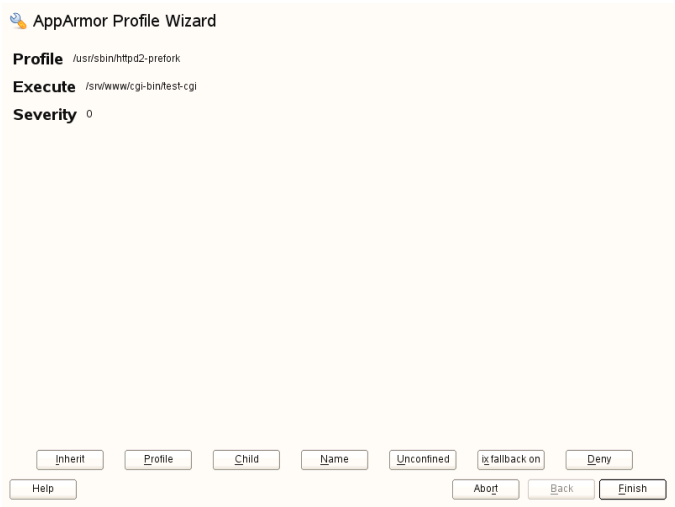 AppArmor Profile Wizard
Profile /usr/sbin/httpd2-prefork
Execute /srv/www/cgi-bin/test-cgi
Severity 0
Inherit Profile Child Name Unconfined ix fallback on Deny
Help Abort Back Finish